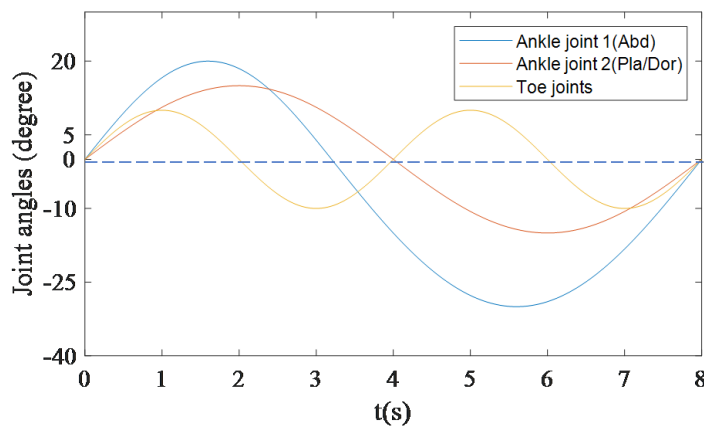 Ankle joint 1(Abd)
Ankle joint 2(Pla/Dor)
Toe joints
Joint angles (degree)
20
5
0
-10
-25
-40
0 1 2 3 4 5 6 7 8
t(s)